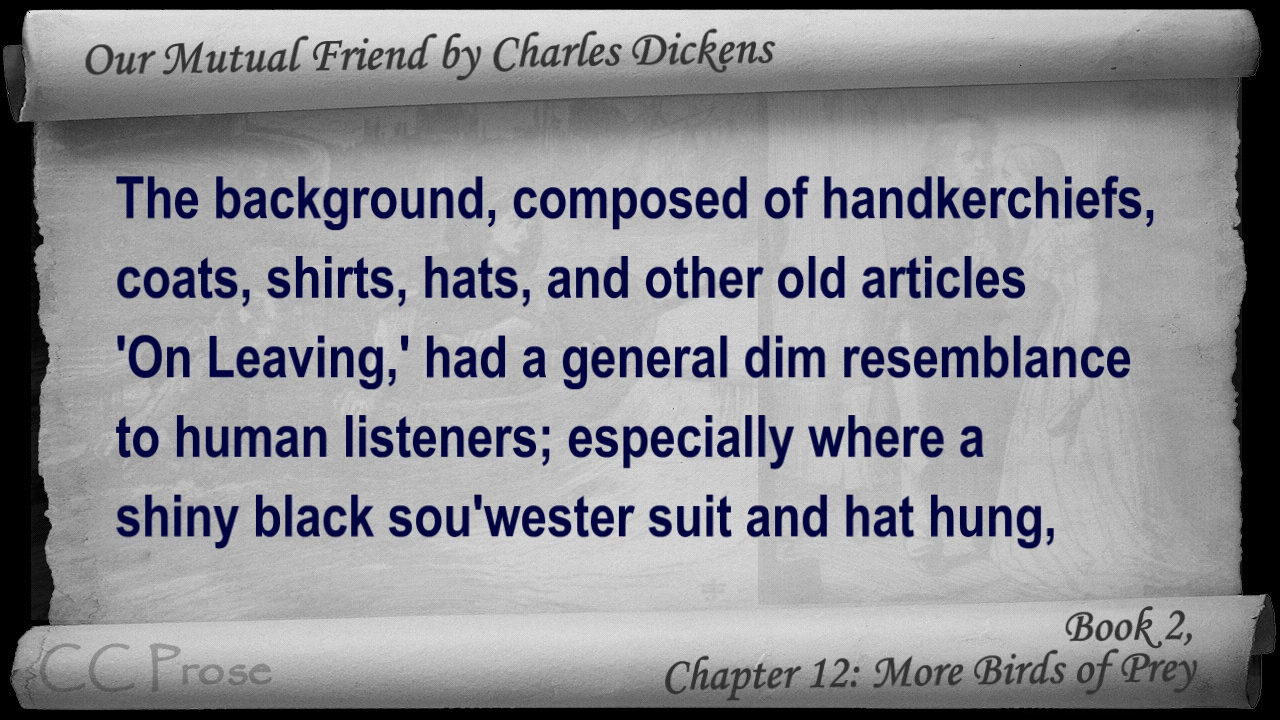 Our Mutual Friend by Charles Dickens
The background, composed of handkerchiefs,
coats, shirts, hats, and other old articles
'On Leaving,' had a general dim resemblance
to human listeners; especially where a
shiny black sou'wester suit and hat hung,
Book 2,
Chapter 12: More Birds of Prey
CC Prose